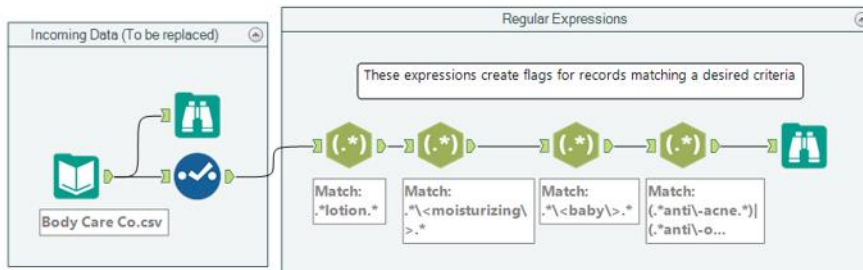 Incoming Data (To be replaced)
Regular Expressions
These expressions create flags for records matching a desired criteria
(.*)
(.*)
(.*)
(.*)
Body Care Co.csv
Match:
.*lotion.*
Match:
.*\<moisturizing\
>.*
Match:
.*\<baby\>.*
Match:
(.*anti\-acne.*)|
(.*anti\-o...